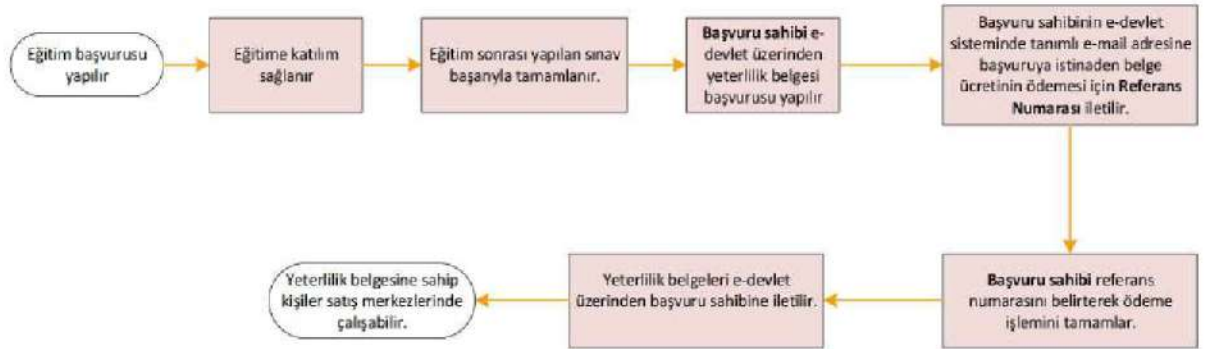 Eğitim başvurusu
yapılır
Eğitime katılım
sağlanır
Eğitim sonrası yapılan sınav
başarıyla tamamlanır.
Başvuru sahibi e-
devlet üzerinden
yeterlilik belgesi
başvurusu yapılır
Başvuru sahibinin e-devlet
sisteminde tanımlı e-mail adresine
başvuruya istinaden belge
ücretinin ödemesi için Referans
Numarası iletilir.
Başvuru sahibi referans
numarasını belirterek ödeme
işlemini tamamlar.
Yeterlilik belgeleri e-devlet
üzerinden başvuru sahibine iletilir.
Yeterlilik belgesine sahip
kişiler satış merkezlerinde
çalışabilir.